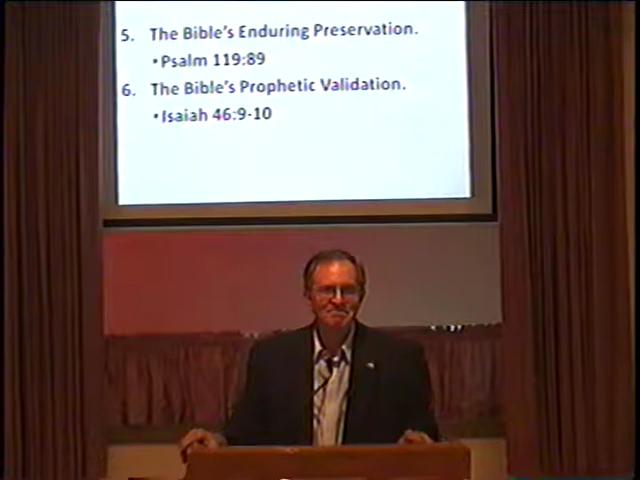 5. The Bible's Enduring Preservation.
•Psalm 119:89
6. The Bible's Prophetic Validation.
•Isaiah 46:9-10